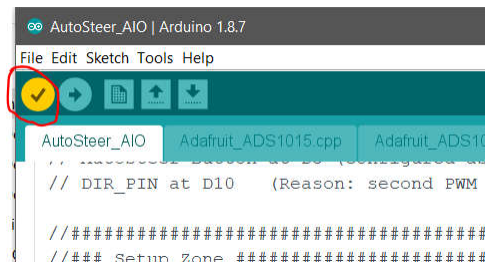 AutoSteer_AIO | Arduino 1.8.7
File Edit Sketch Tools Help
AutoSteer_AIO Adafruit_ADS1015.cpp Adafruit_ADS10
// DIR_PIN at D10 (Reason: second PWM
//########################################
//### Setup Zone #########################